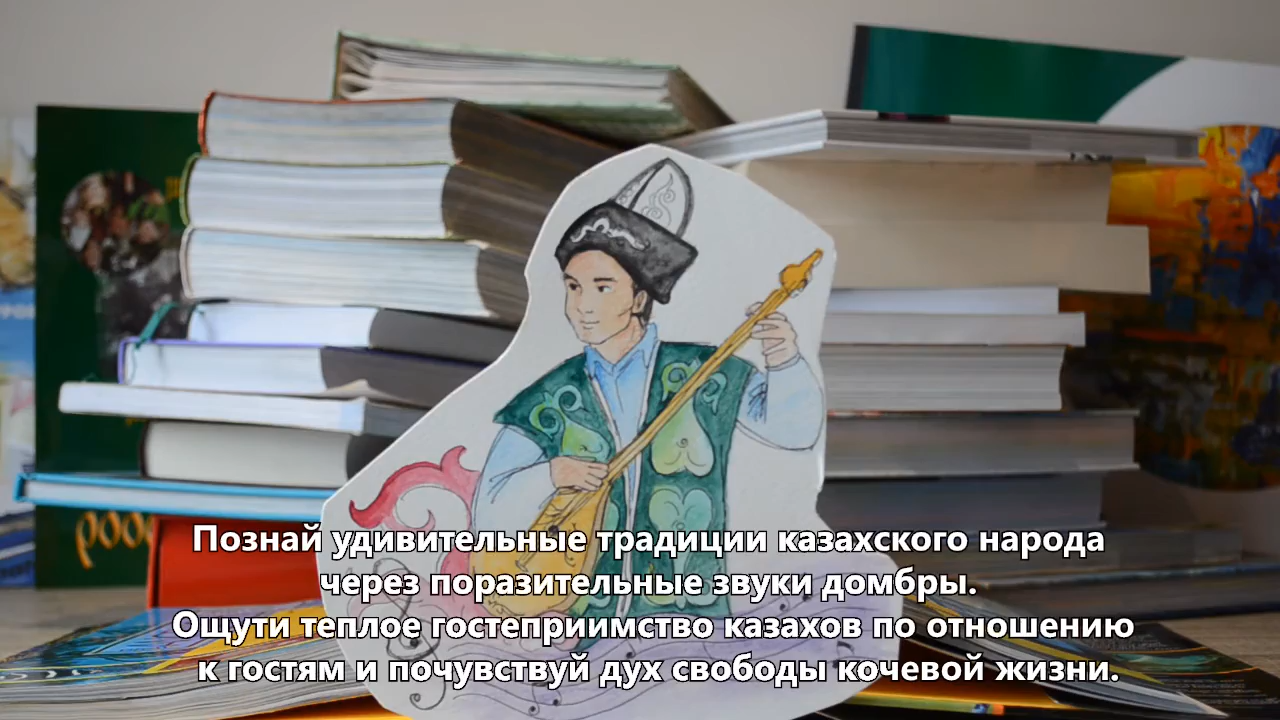 Познай удивительные традиции казахского народа
через поразительные звуки домбры.
Ощути теплое гостеприимство казахов по отношению
к гостям и почувствуй дух свободы кочевой жизни.